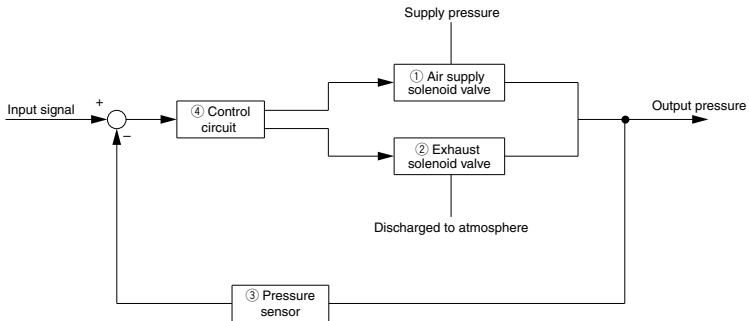 Supply pressure
① Air supply
solenoid valve
Input signal
+
−
④ Control
circuit
Output pressure
② Exhaust
solenoid valve
Discharged to atmosphere
③ Pressure
sensor